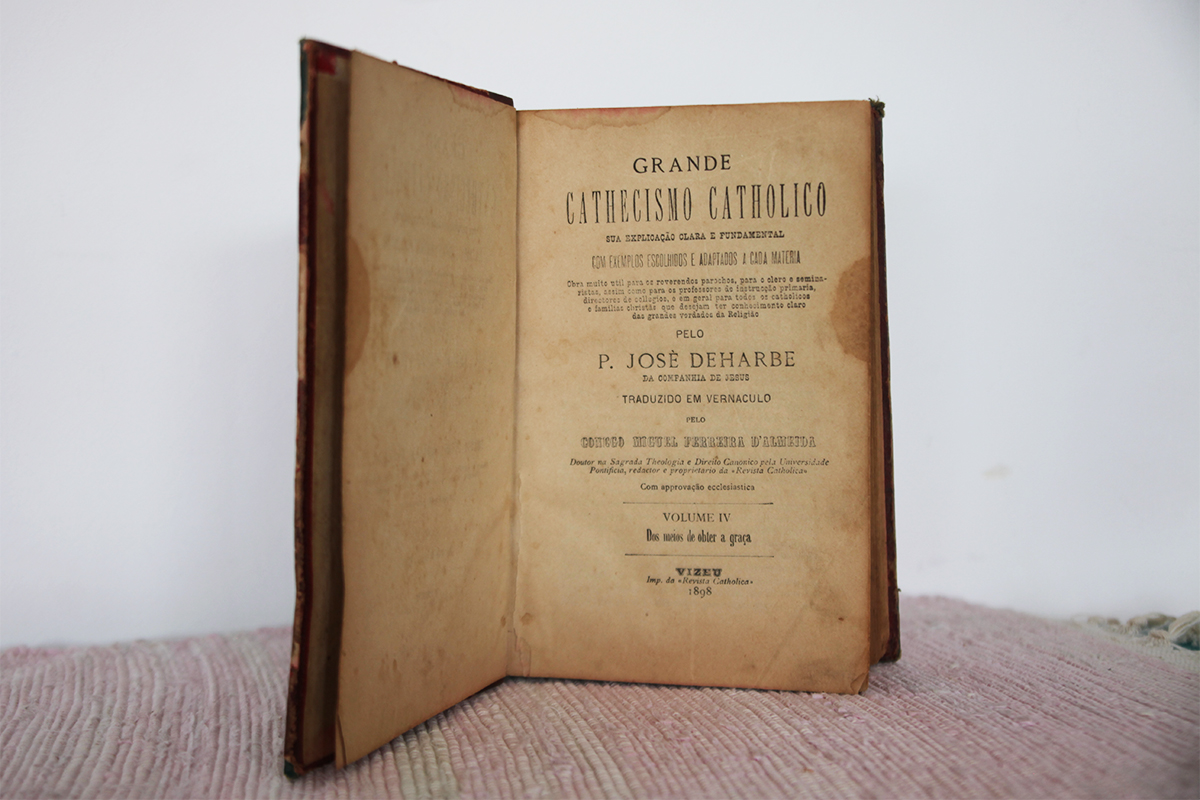 GRANDE
CATHECISMO CATHOLICO
SUA EXPLICAÇÃO CLARA E FUNDAMENTAL
COM EXEMPLOS ESCOLHIDOS E ADAPTADOS A CADA MATERIA
Obra muito util para os reverendos parochos, para o clero e semina-
ristas, assim como para os professores de instrucção primaria,
directores de collegios, e em geral para todos os catholicos
e familias christãs que desejam ter conhecimento claro
das grandes verdades da Religião
PELO
P. JOSÈ DEHARBE
DA COMPANHIA DE JESUS
TRADUZIDO EM VERNACULO
PELO
CONEGO MIGUEL FERREIRA D'ALMEIDA
Doutor na Sagrada Theologia e Direito Canonico pela Universidade
Pontificia, redactor e proprietario da «Revista Catholica»
Com approvação ecclesiastica
VOLUME IV
Dos meios de obter a graça
VIZEU
Imp. da «Revista Catholica»
1898